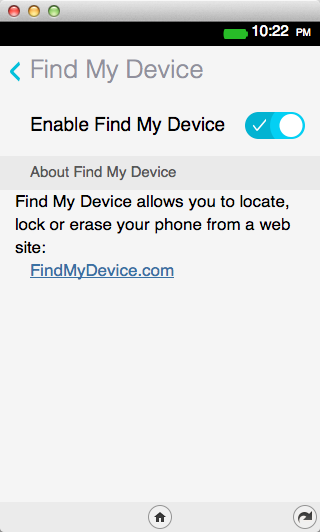 10:22 PM
Find My Device
Enable Find My Device
About Find My Device
Find My Device allows you to locate,
lock or erase your phone from a web
site:
FindMyDevice.com